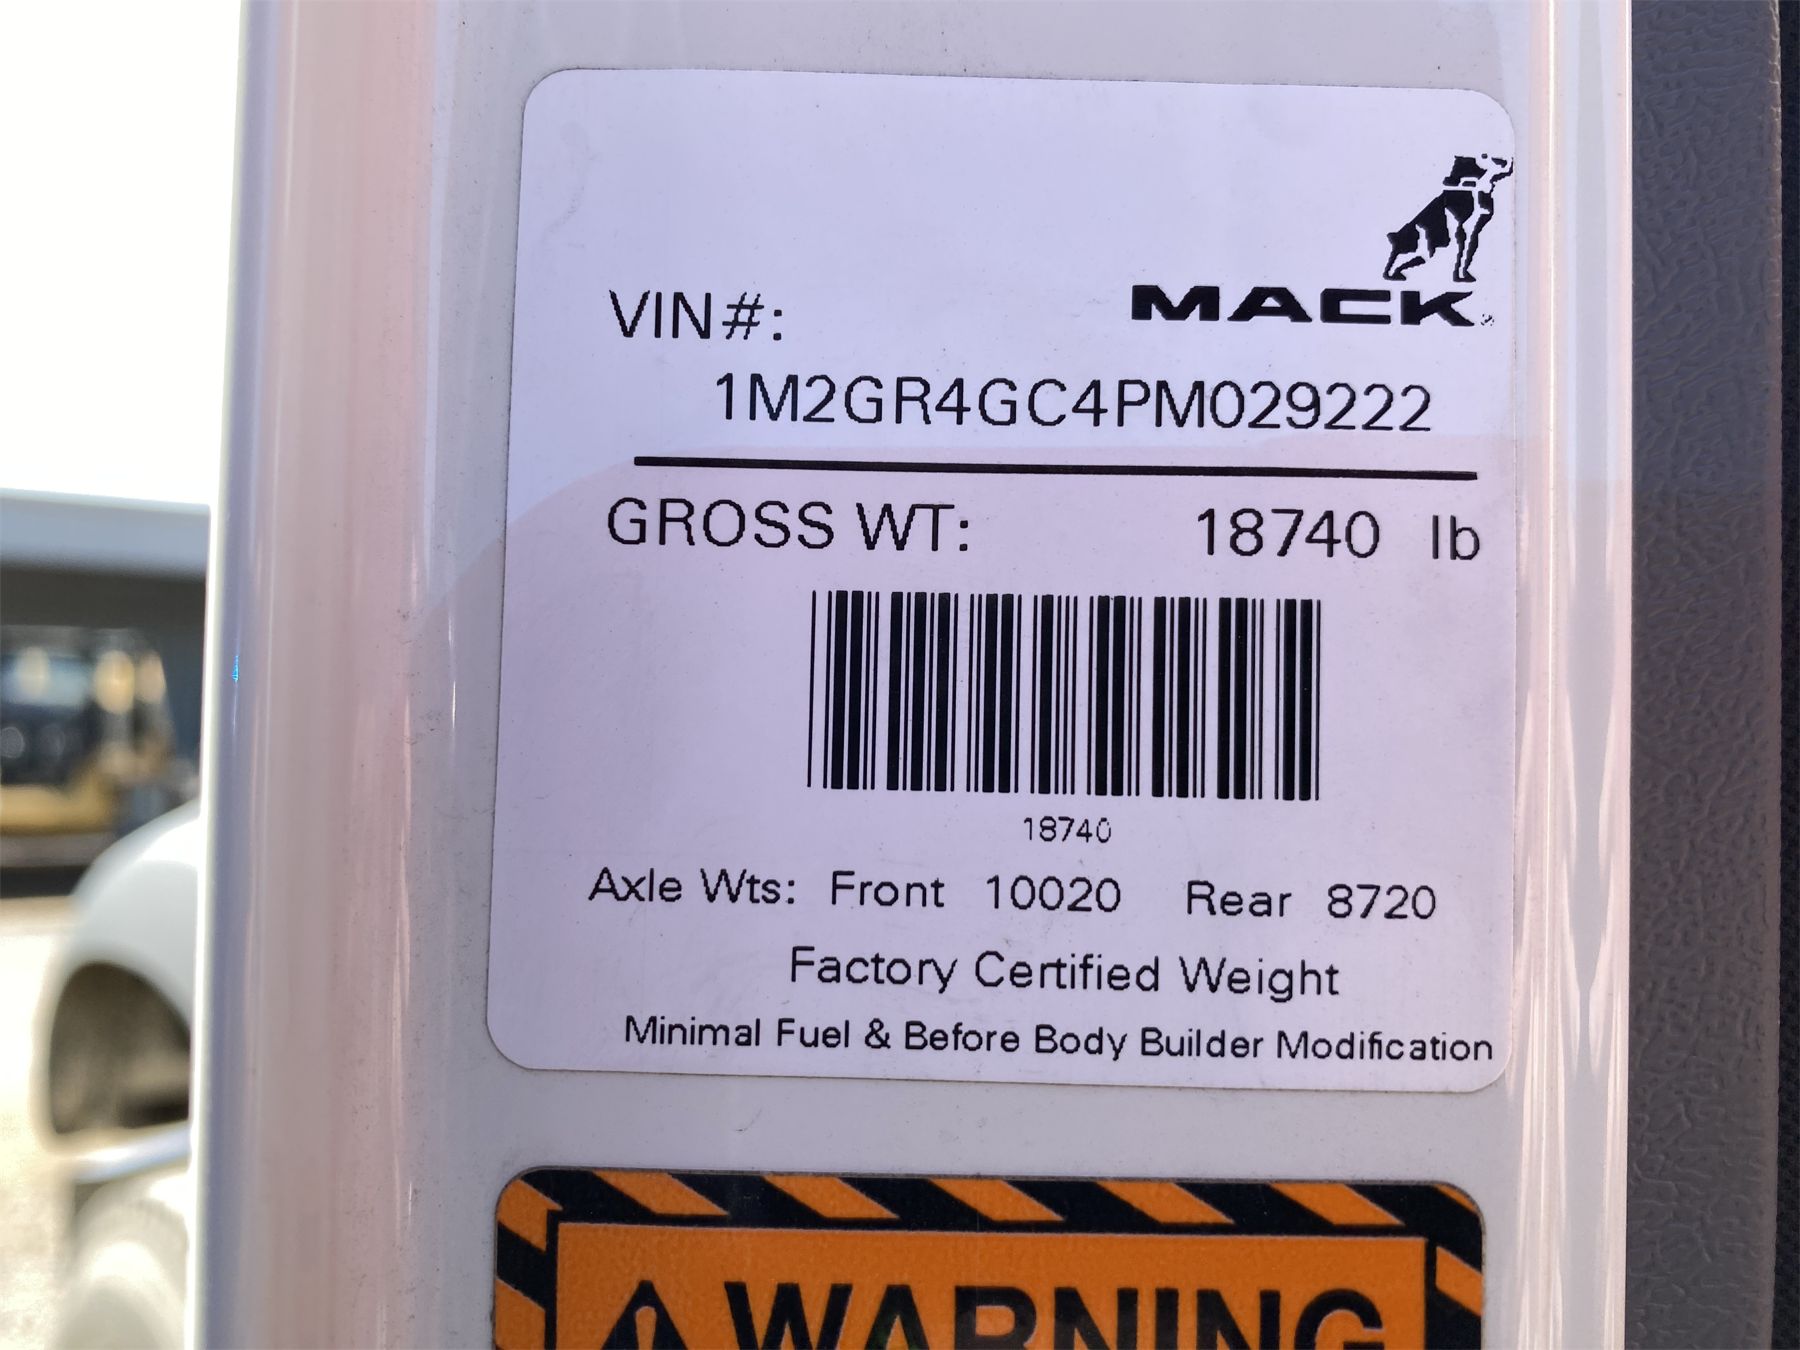 MACK
VIN#:
1M2GR4GC4PM029222
GROSS WT: 18740 lb
18740
Axle Wts: Front 10020 Rear 8720
Factory Certified Weight
Minimal Fuel & Before Body Builder Modification
WARNING